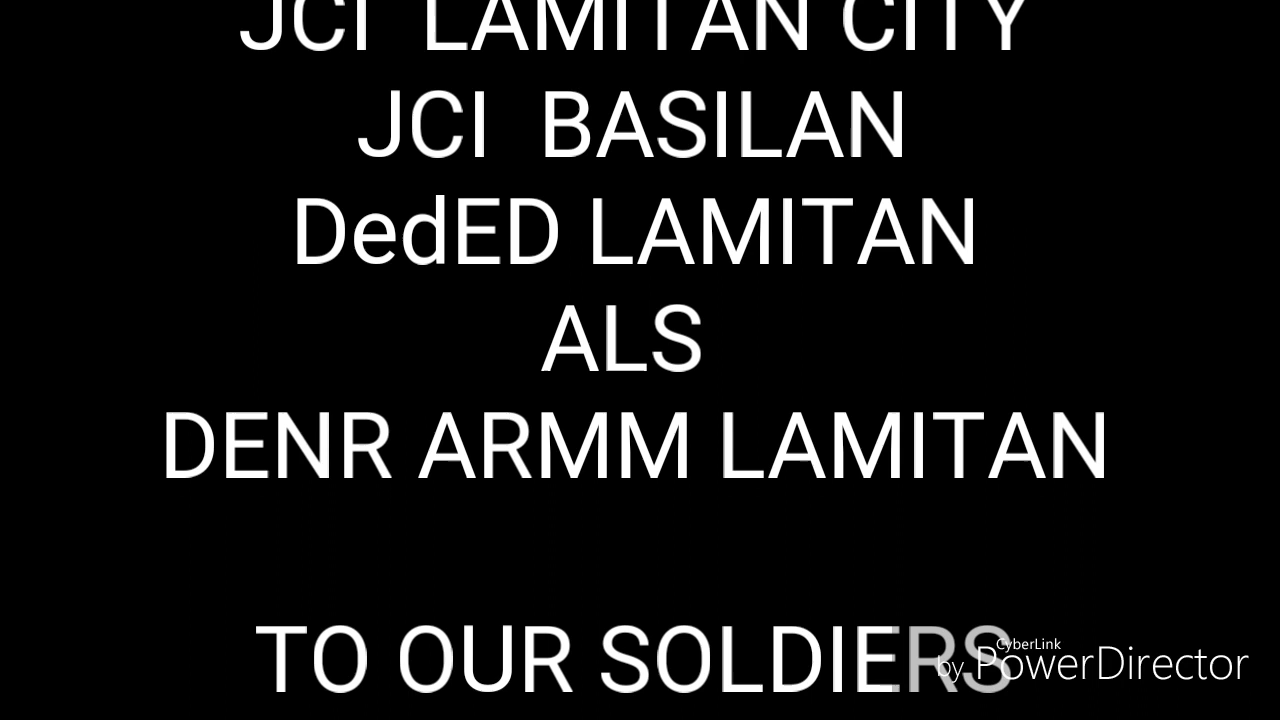 JCI LAMITAN CITY
JCI BASILAN
DedED LAMITAN
ALS
DENR ARMM LAMITAN
TO OUR SOLDIERS
CyberLink
by PowerDirector